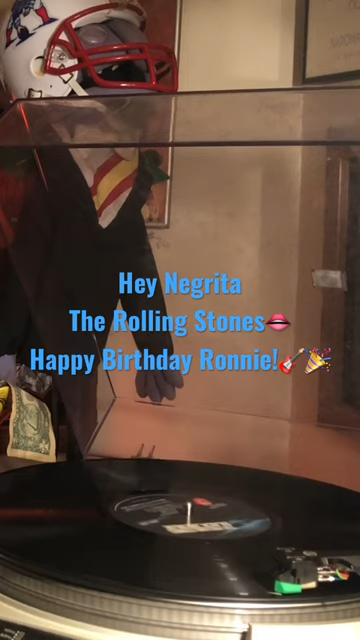 Hey Negrita
The Rolling Stones👄
Happy Birthday Ronnie!🎸🎉